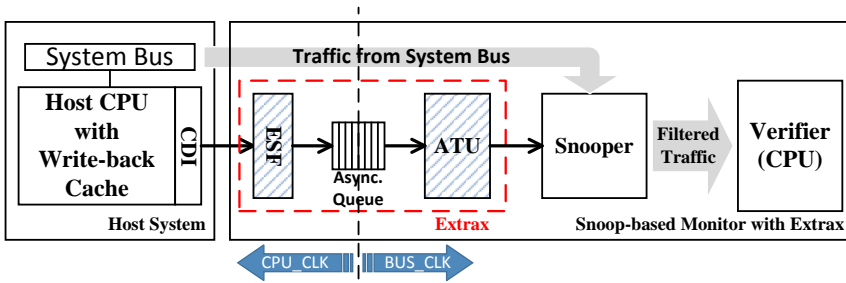 System Bus
Traffic from System Bus
Host CPU
with
Write-back
Cache
CDI
ESF
Async.
Queue
ATU
Snooper
Filtered
Traffic
Verifier
(CPU)
Host System
Extrax
Snoop-based Monitor with Extrax
CPU_CLK
BUS_CLK